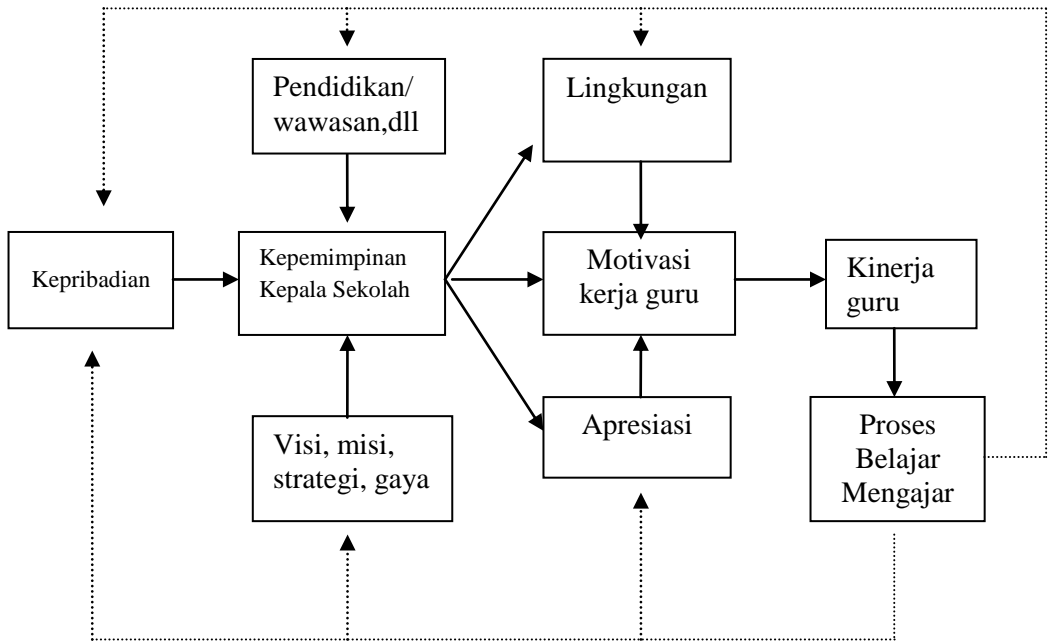 Pendidikan/
wawasan,dll
Lingkungan
Kepribadian
Kepemimpinan
Kepala Sekolah
Motivasi
kerja guru
Kinerja
guru
Visi, misi,
strategi, gaya
Apresiasi
Proses
Belajar
Mengajar